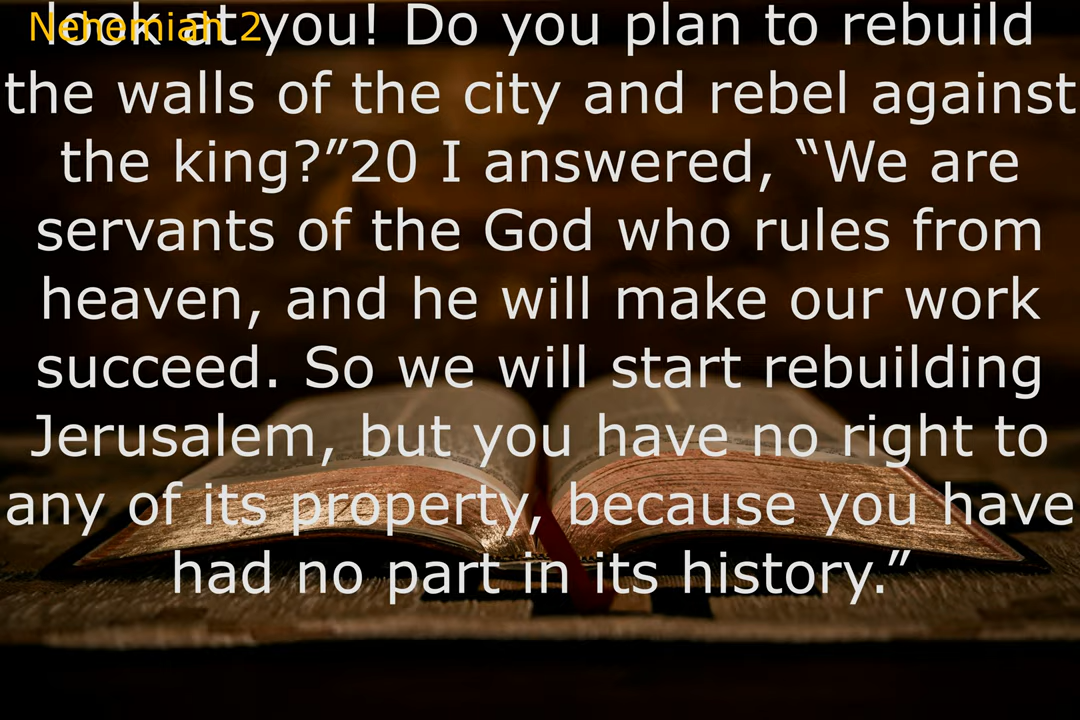 Nehemiah 2
look at you! Do you plan to rebuild
the walls of the city and rebel against
the king?”20 I answered, “We are
servants of the God who rules from
heaven, and he will make our work
succeed. So we will start rebuilding
Jerusalem, but you have no right to
any of its property, because you have
had no part in its history.”